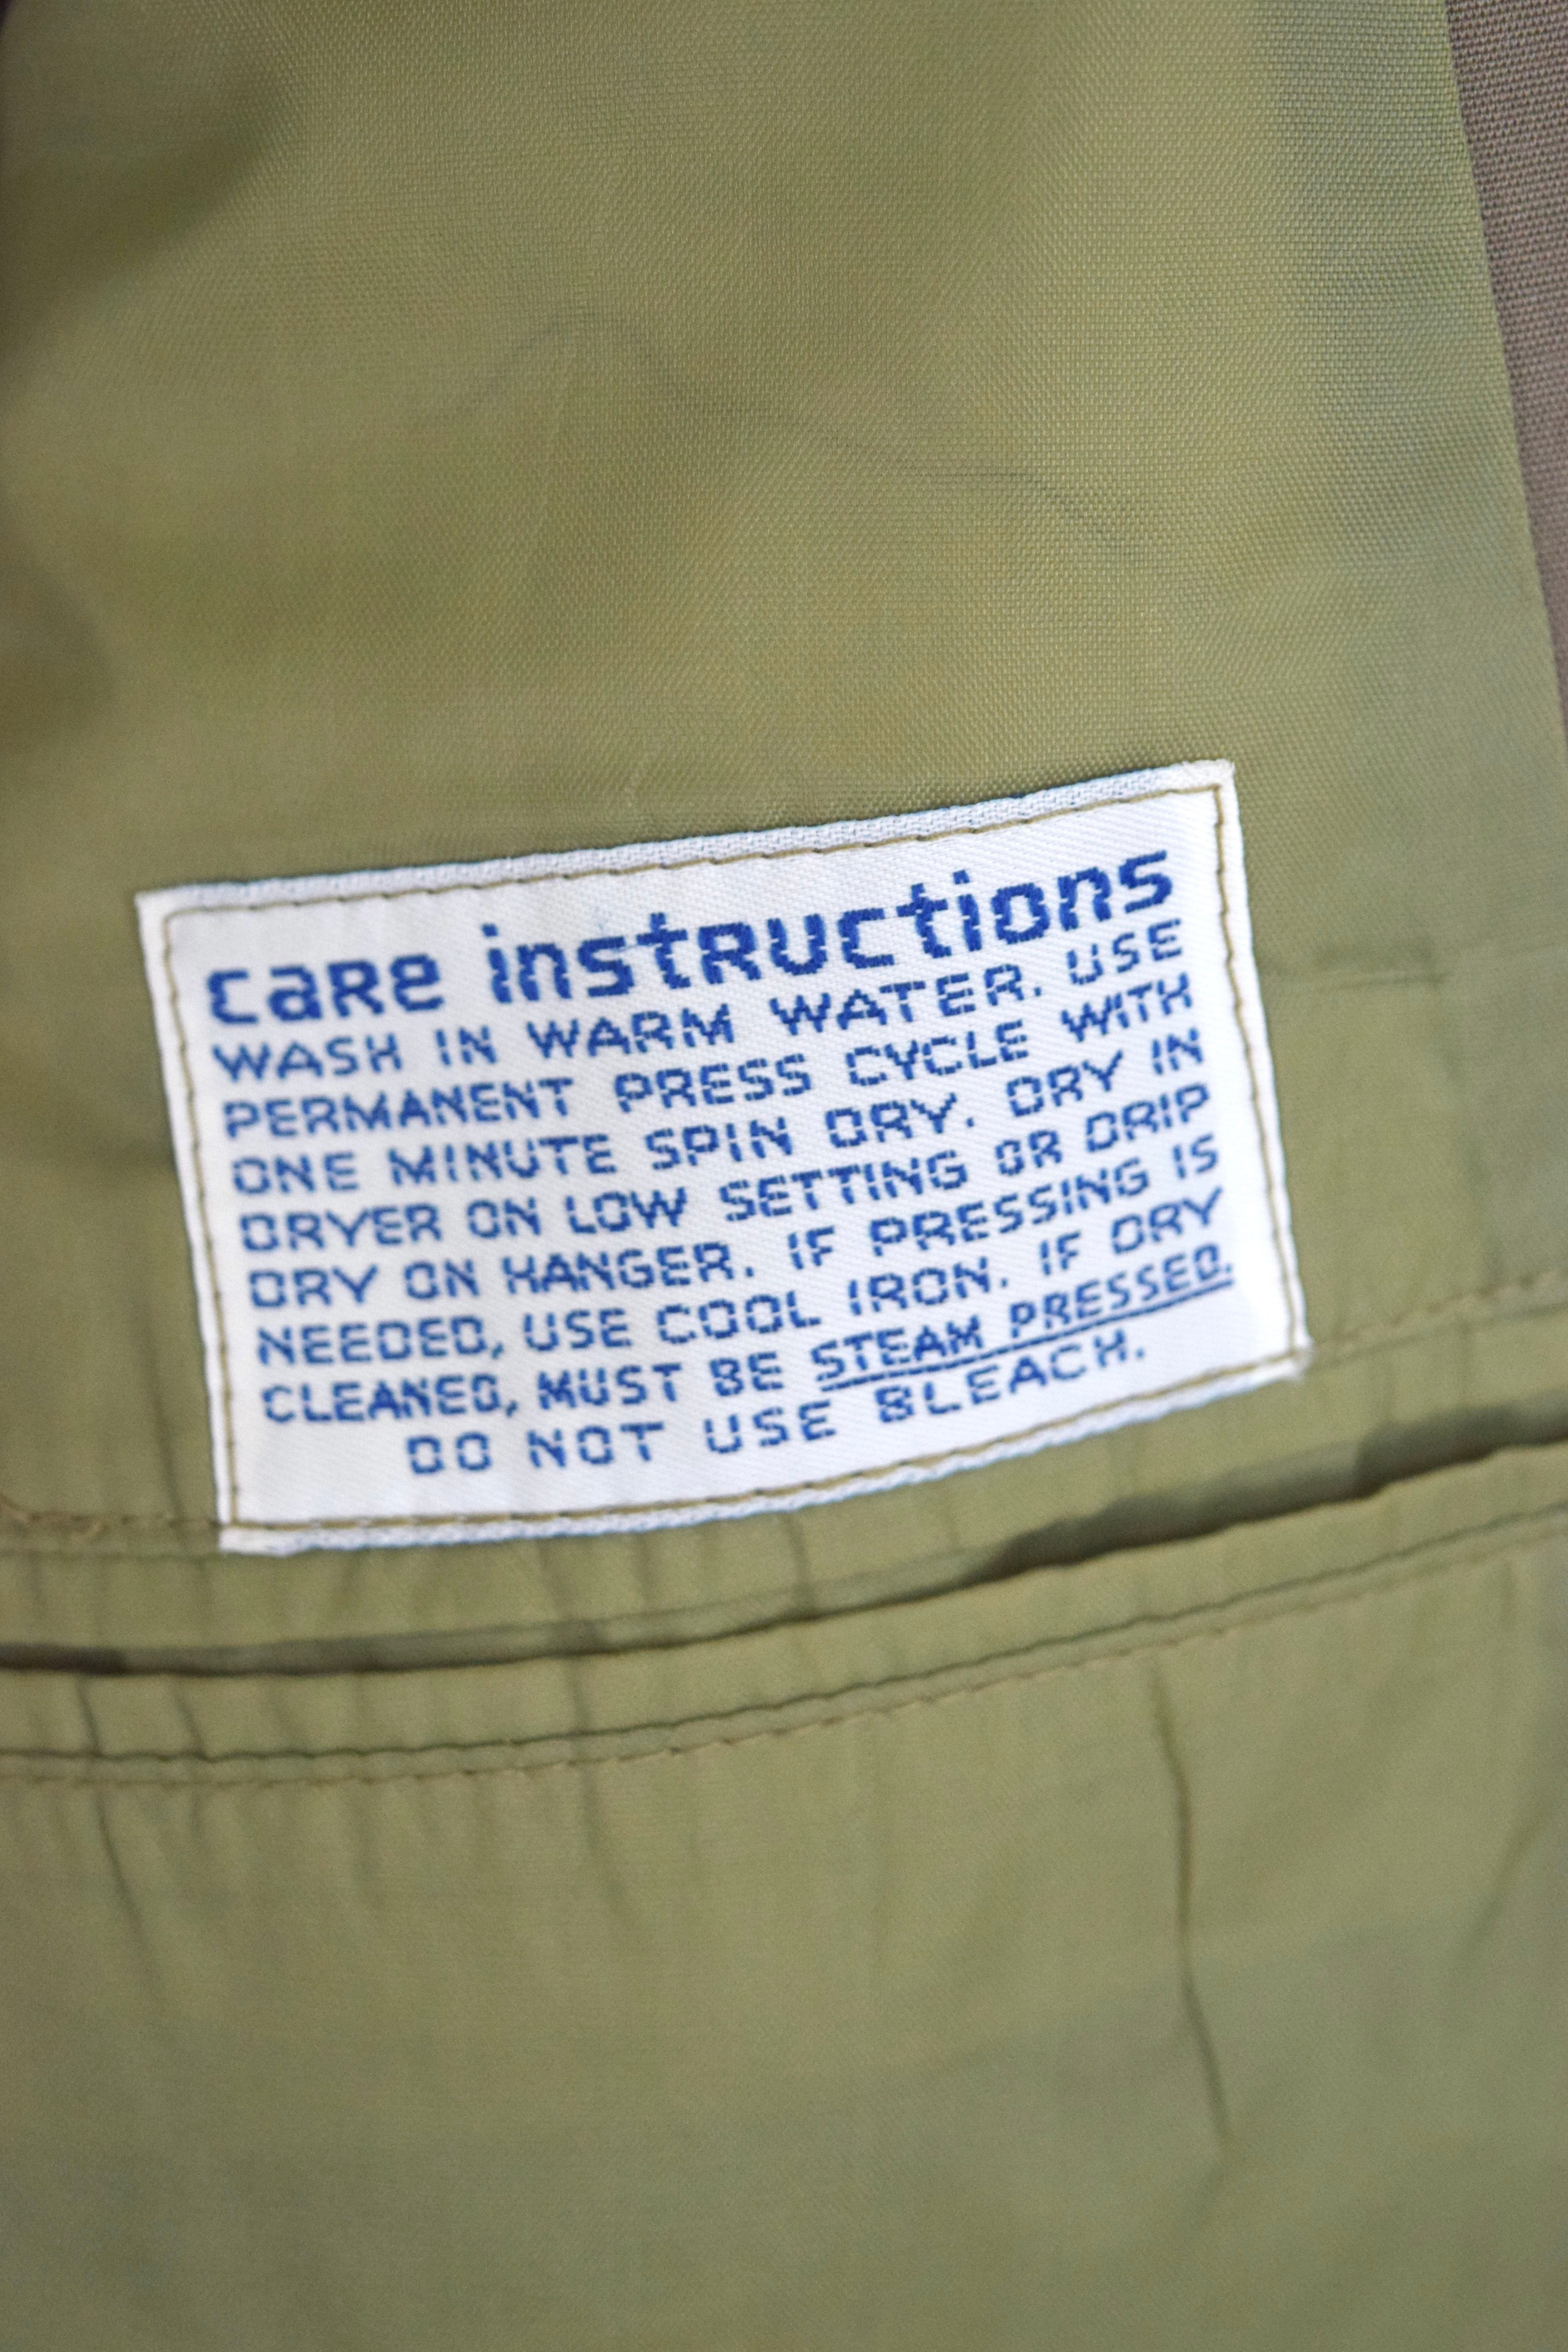 care instructions
WASH IN WARM WATER. USE
PERMANENT PRESS CYCLE WITH
ONE MINUTE SPIN DRY. DRY IN
DRYER ON LOW SETTING OR DRIP
DRY ON HANGER. IF PRESSING IS
NEEDED, USE COOL IRON. IF DRY
CLEANED, MUST BE STEAM PRESSED.
DO NOT USE BLEACH.